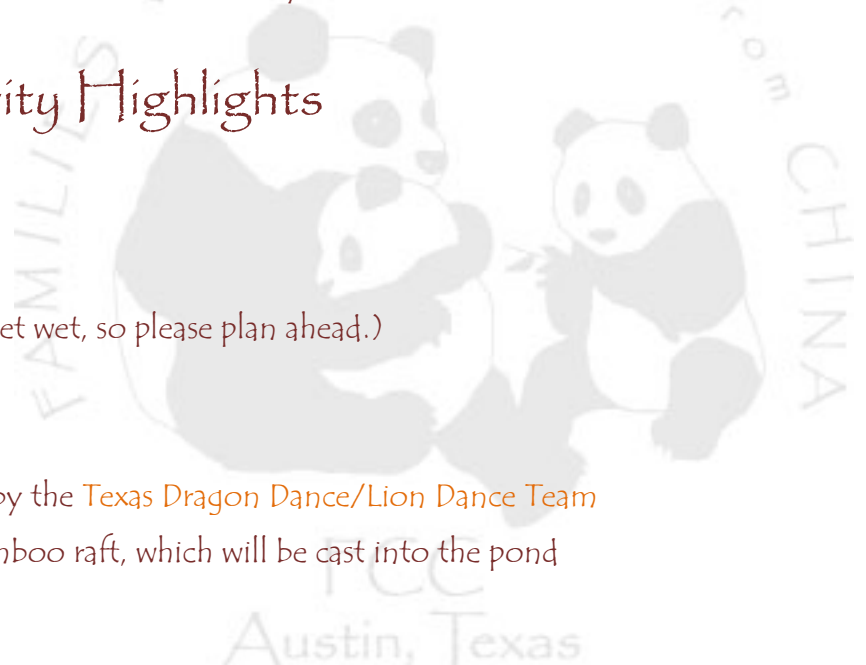 ity Highlights
et wet, so please plan ahead.)
by the Texas Dragon Dance/Lion Dance Team
nboo raft, which will be cast into the pond
FAMILIES
from CHINA
FCC
Austin, Texas